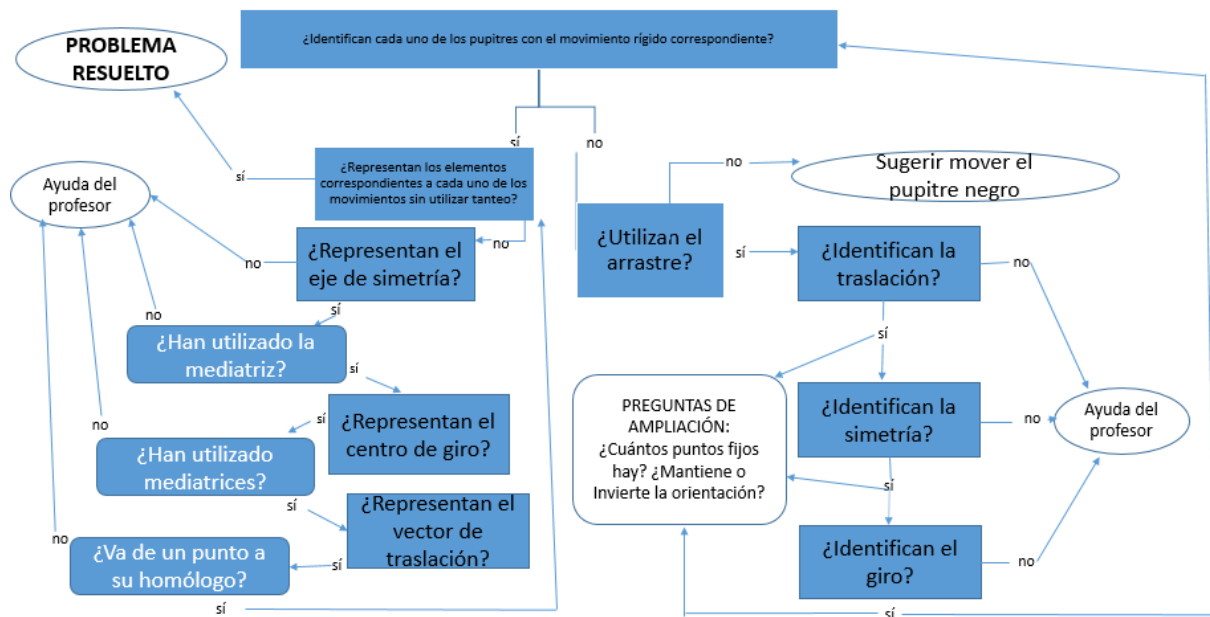 ¿Identifican cada uno de los pupitres con el movimiento rígido correspondiente?
PROBLEMA
RESUELTO
sí
no
¿Representan los elementos
correspondientes a cada uno de los
movimientos sin utilizar tanteo?
sí
no
Ayuda del
profesor
¿Representan el
eje de simetría?
no
sí
¿Han utilizado la
mediatriz?
no
sí
¿Representan el
centro de giro?
sí
¿Han utilizado
mediatrices?
no
sí
¿Representan el
vector de
traslación?
sí
¿Va de un punto a
su homólogo?
no
sí
¿Utilizan el
arrastre?
no
Sugerir mover el
pupitre negro
sí
¿Identifican la
traslación?
no
sí
PREGUNTAS DE
AMPLIACIÓN:
¿Cuántos puntos fijos
hay? ¿Mantiene o
Invierte la orientación?
¿Identifican la
simetría?
no
Ayuda del
profesor
sí
¿Identifican el
giro?
no
sí